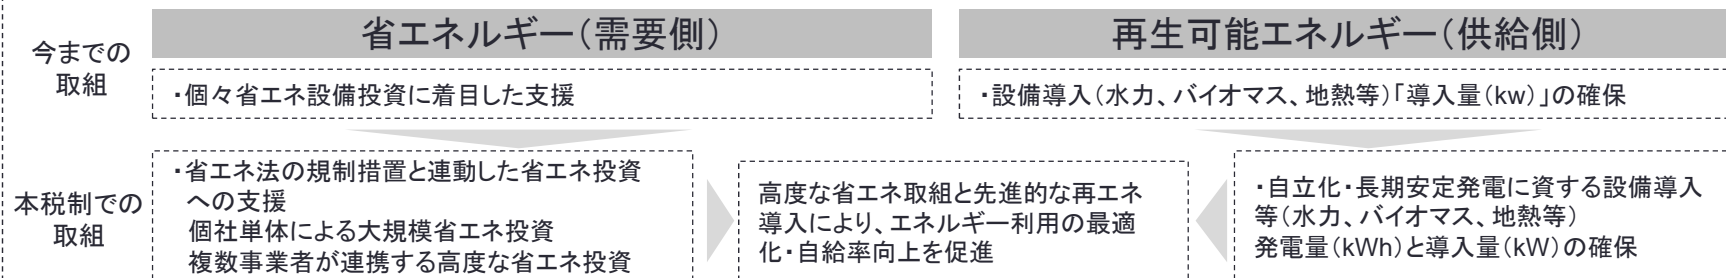 省エネルギー（需要側）
再生可能エネルギー（供給側）
今までの
取組
・個々省エネ設備投資に着目した支援
・設備導入（水力、バイオマス、地熱等）「導入量（kw）」の確保
本税制での
取組
・省エネ法の規制措置と連動した省エネ投資
への支援
個社単体による大規模省エネ投資
複数事業者が連携する高度な省エネ投資
高度な省エネ取組と先進的な再エネ
導入により、エネルギー利用の最適
化・自給率向上を促進
・自立化・長期安定発電に資する設備導入
等（水力、バイオマス、地熱等）
発電量（kWh）と導入量（kW）の確保